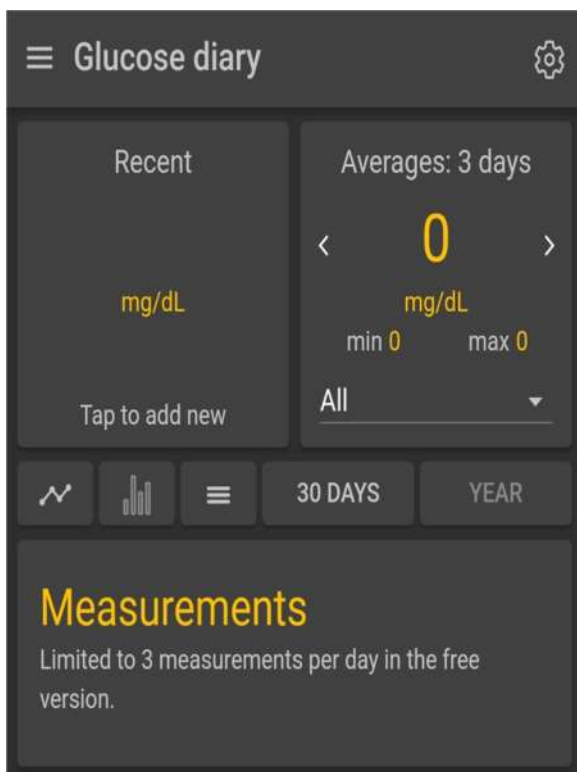 Glucose diary
Recent
mg/dL
Tap to add new
Averages: 3 days
0
mg/dL
min 0 max 0
All
30 DAYS
YEAR
Measurements
Limited to 3 measurements per day in the free
version.